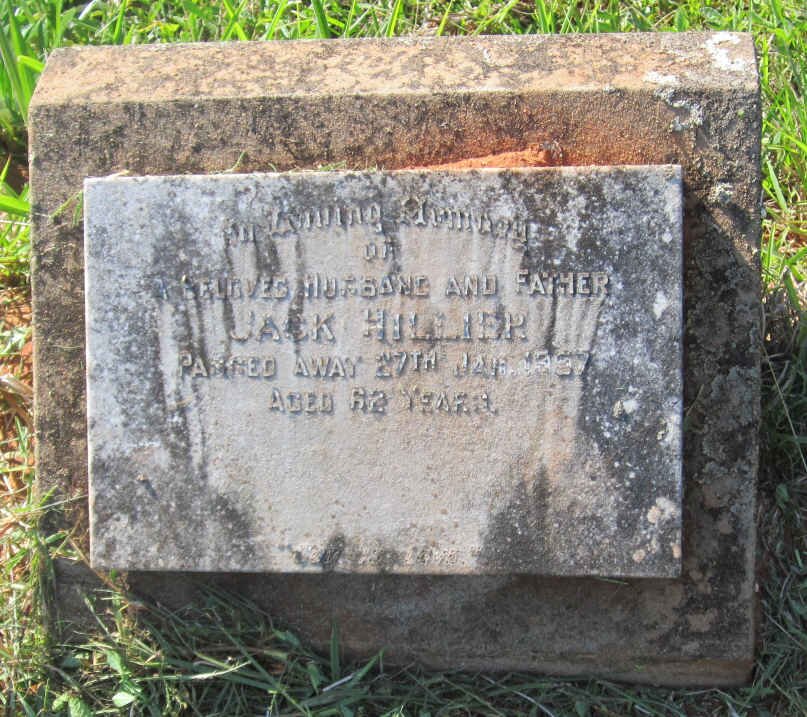 In Loving Memory
OF
A BELOVED HUSBAND AND FATHER
JACK HILLIER
PASSED AWAY 27TH JAN. 1957
AGED 62 YEARS.